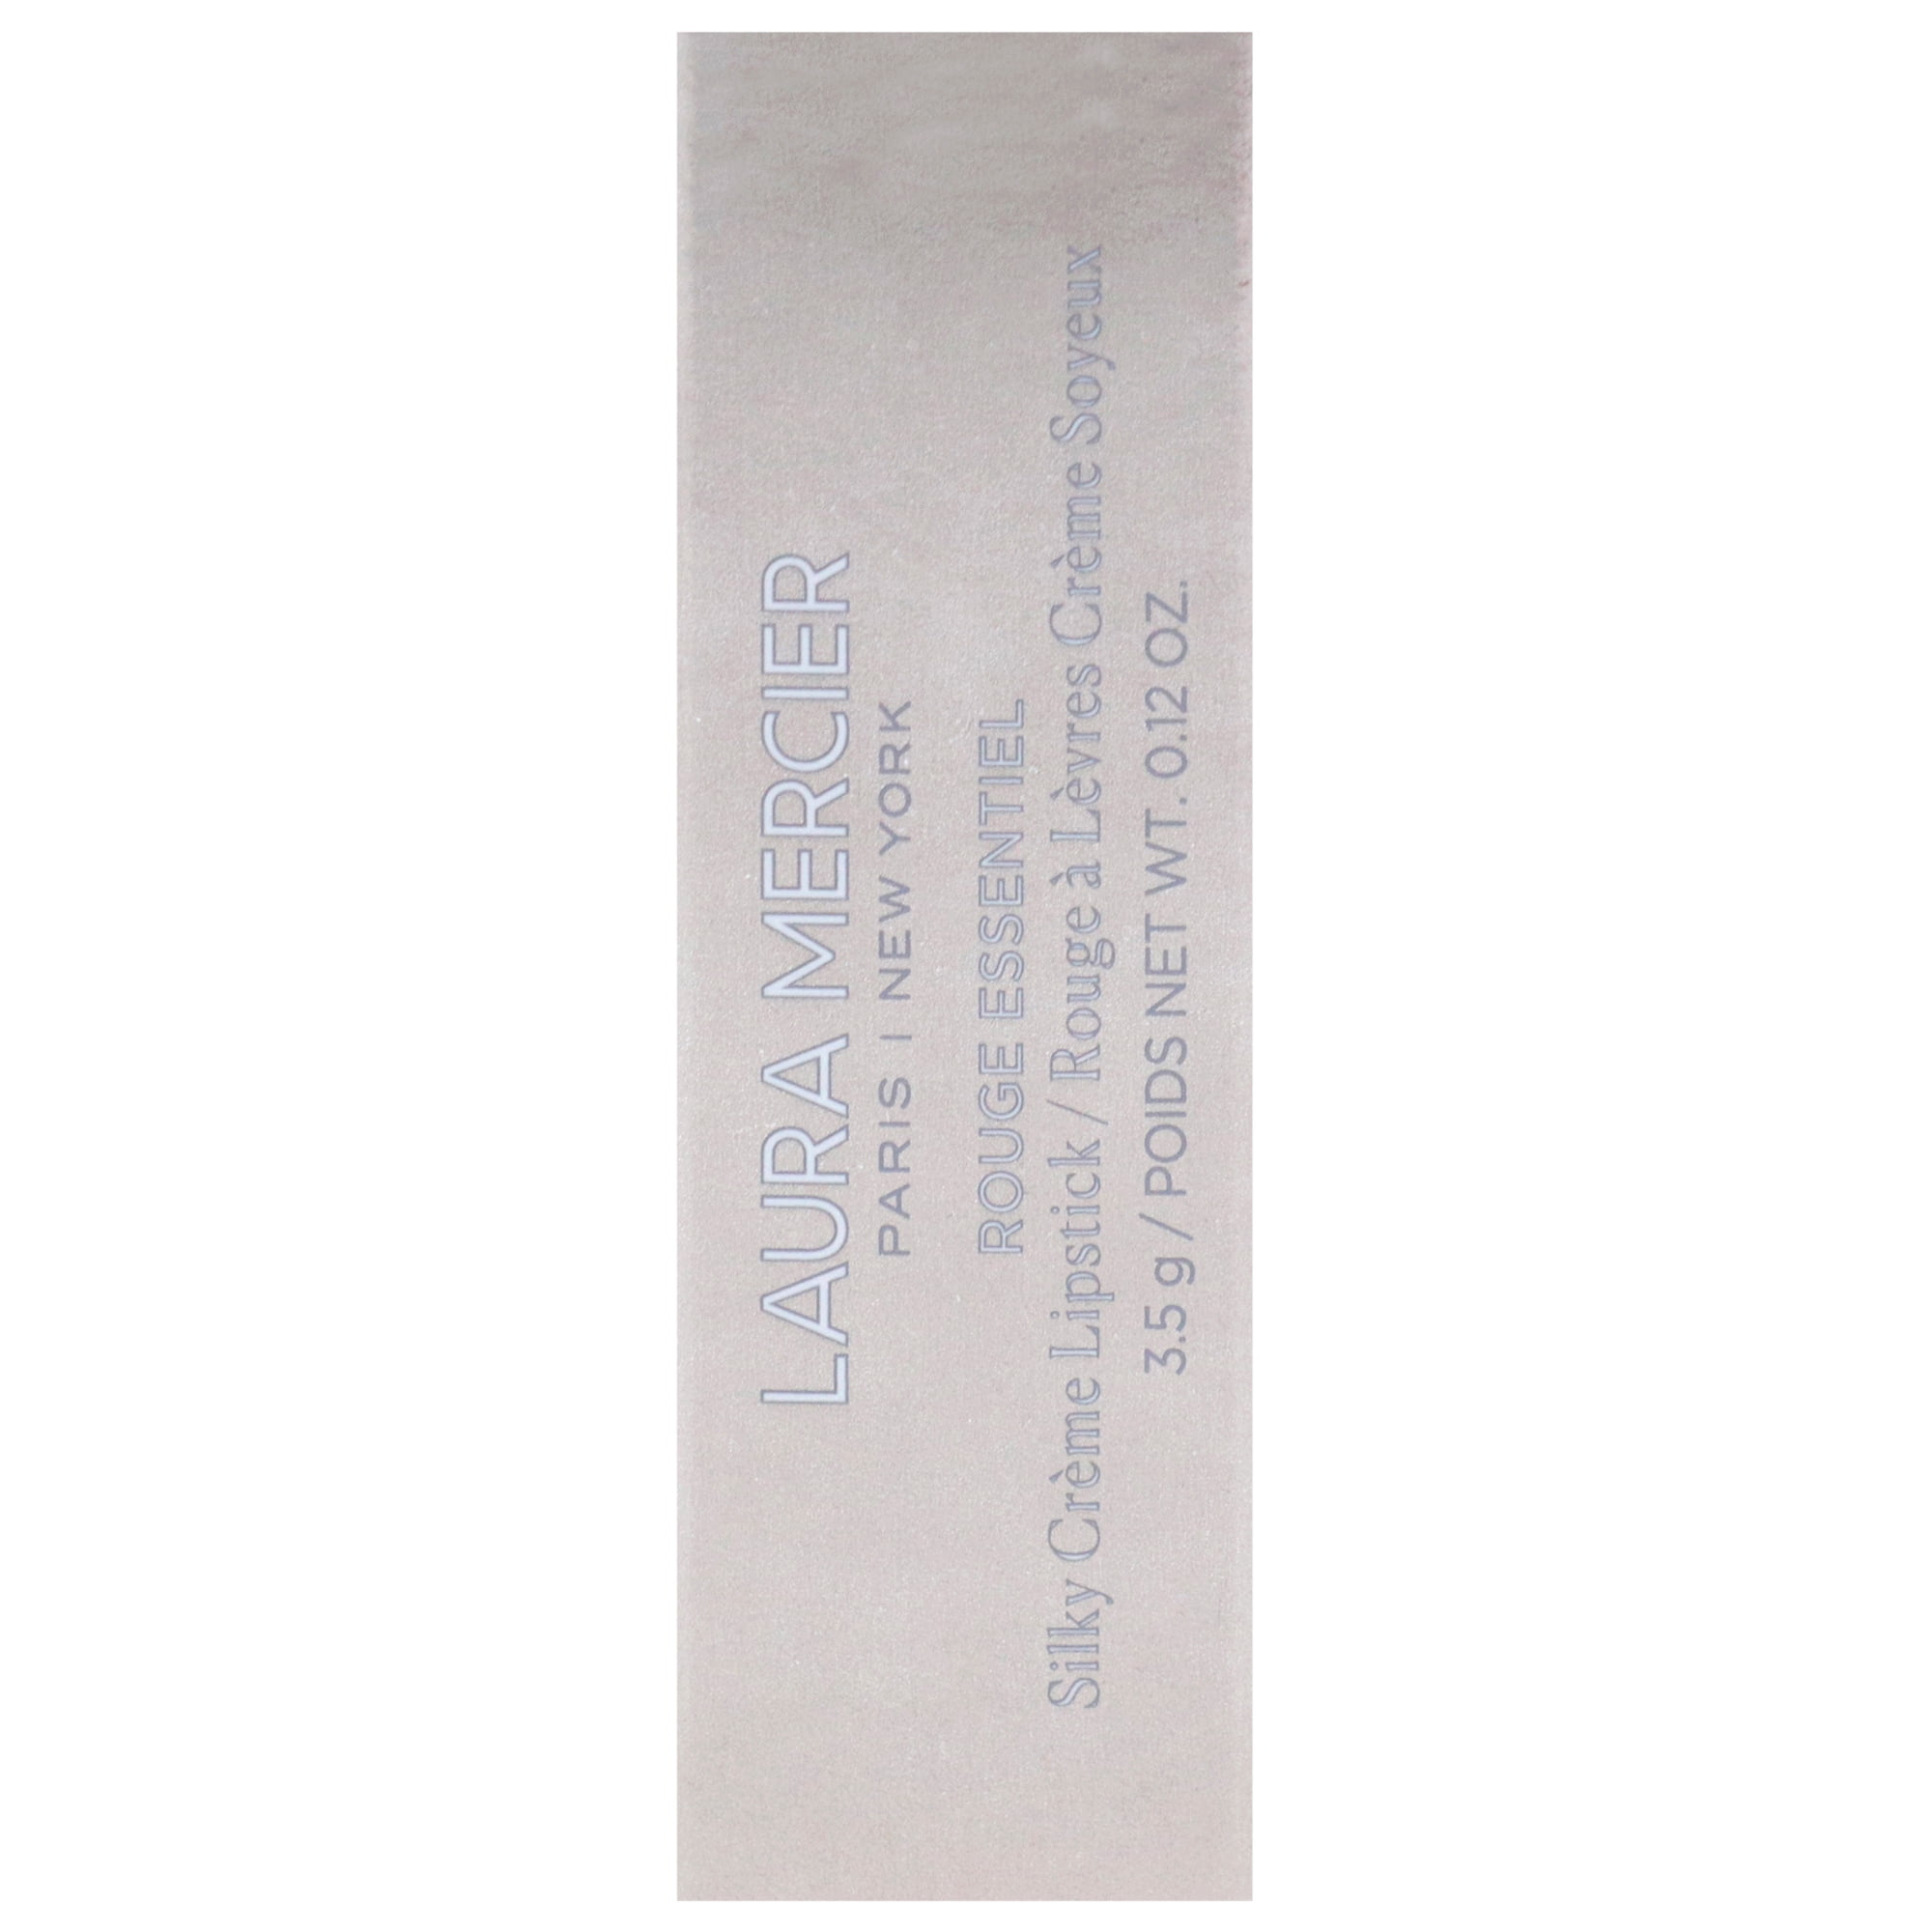 LAURA MERCIER
PARIS | NEW YORK
ROUGE ESSENTIEL
Silky Crème Lipstick / Rouge à Lèvres Crème Soyeux
3.5 g / POIDS NET WT. 0.12 OZ.